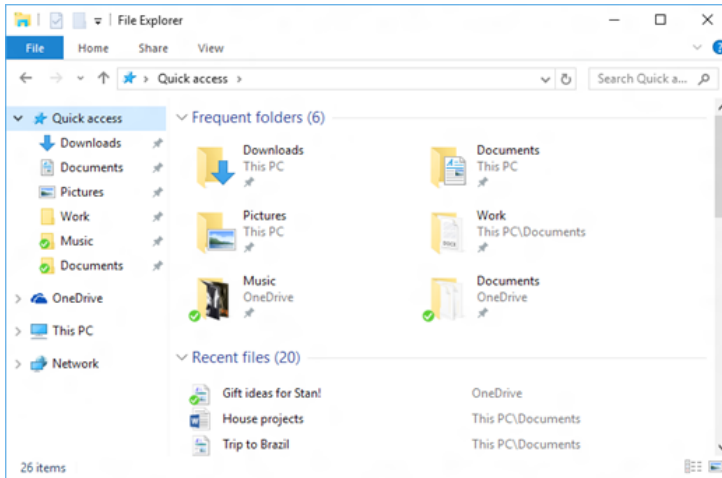 File Explorer
File Home Share View
Quick access
Search Quick a...
Quick access
Downloads
Documents
Pictures
Work
Music
Documents
OneDrive
This PC
Network
Frequent folders (6)
Downloads
This PC
Documents
This PC
Pictures
This PC
Work
This PC\Documents
Music
OneDrive
Documents
OneDrive
Recent files (20)
Gift ideas for Stan! OneDrive
House projects This PC\Documents
Trip to Brazil This PC\Documents
26 items